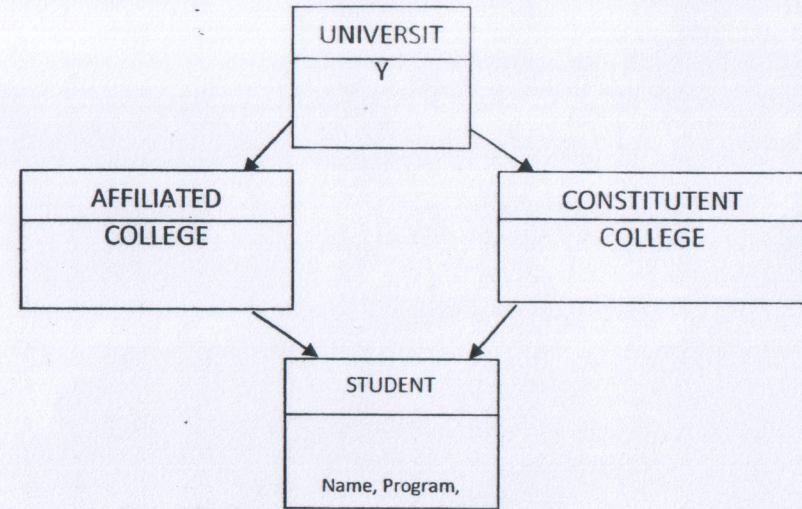 UNIVERSIT
Y
AFFILIATED
COLLEGE
CONSTITUTENT
COLLEGE
STUDENT
Name, Program,